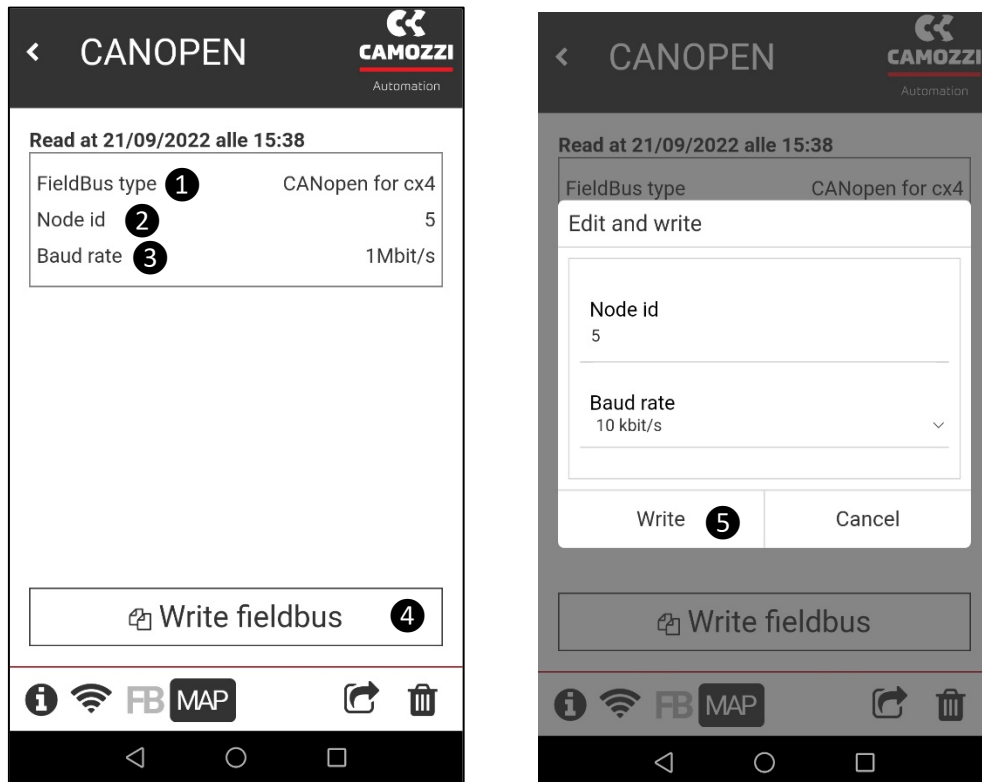 CANOPEN
CAMOZZI
Automation
Read at 21/09/2022 alle 15:38
FieldBus type 1 CANopen for cx4
Node id 2 5
Baud rate 3 1Mbit/s
Write fieldbus 4
FB MAP
CANOPEN
CAMOZZI
Automation
Read at 21/09/2022 alle 15:38
FieldBus type CANopen for cx4
Edit and write
Node id
5
Baud rate
10 kbit/s
Write 5 Cancel
Write fieldbus
FB MAP